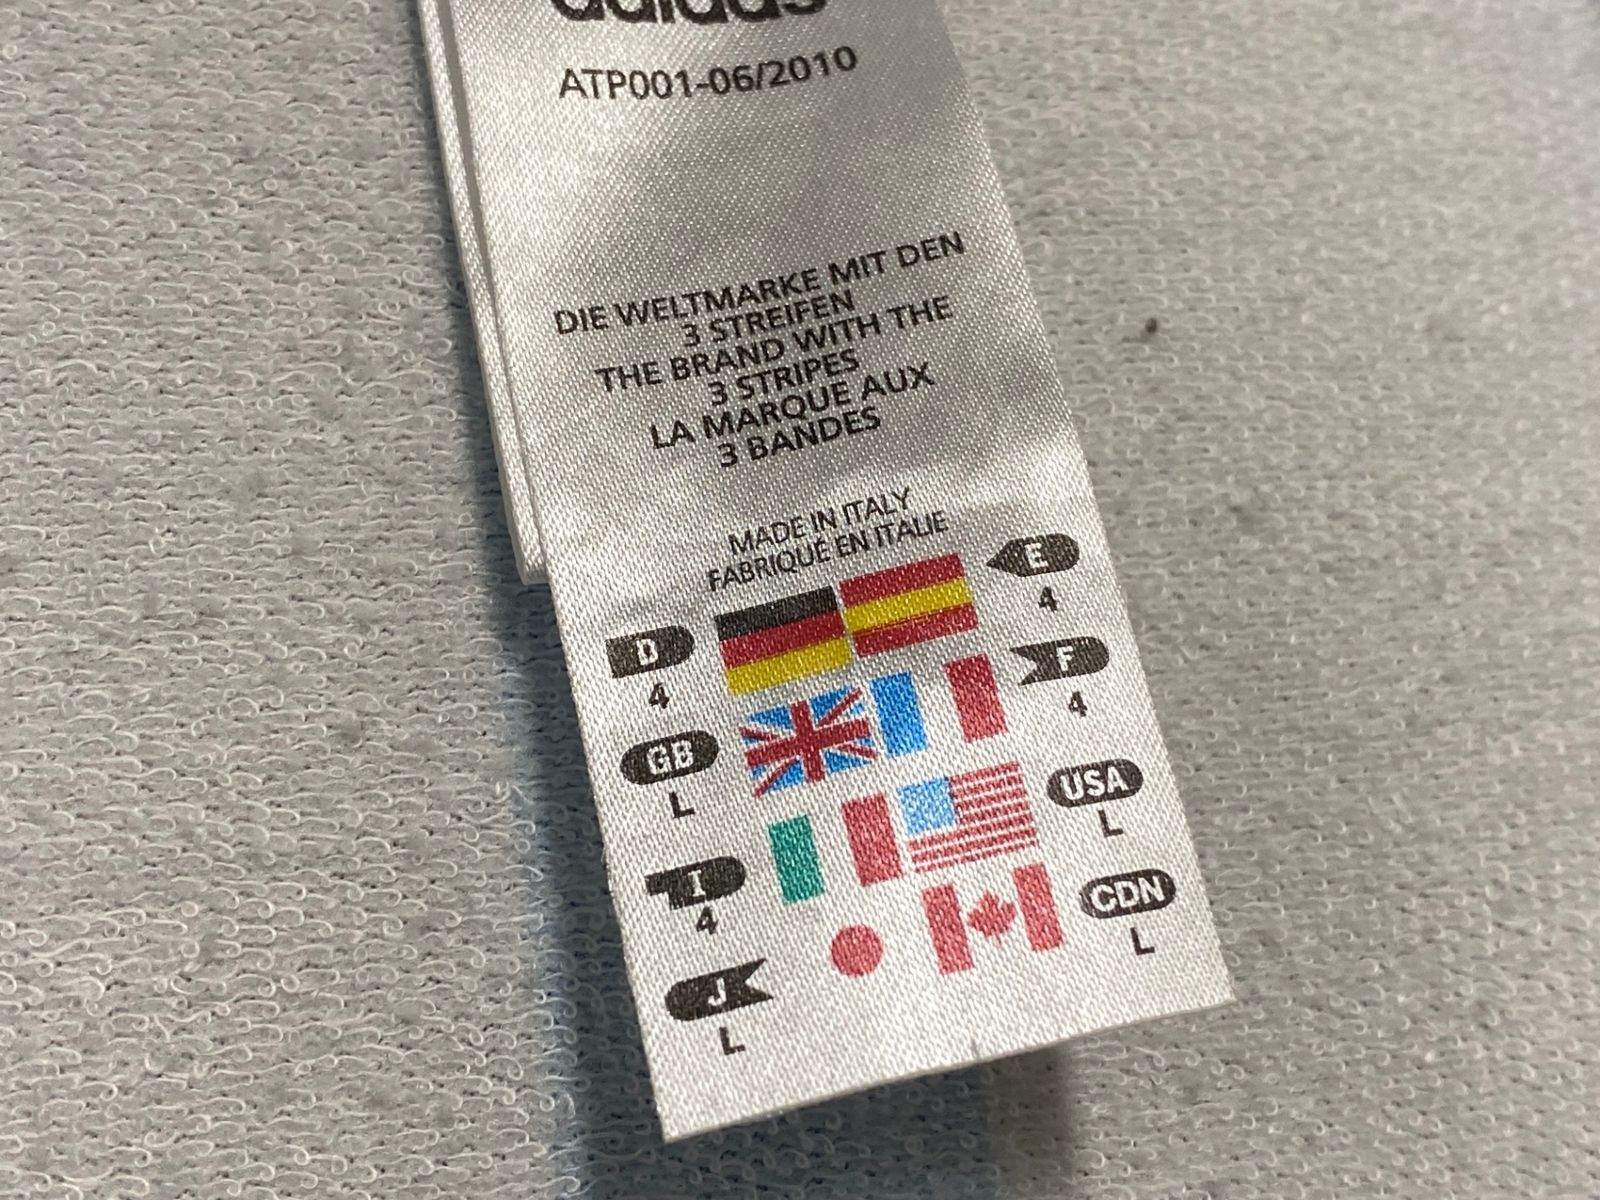 adidas
ATP001-06/2010
DIE WELTMARKE MIT DEN
3 STREIFEN
THE BRAND WITH THE
3 STRIPES
LA MARQUE AUX
3 BANDES
MADE IN ITALY
FABRIQUÉ EN ITALIE
E
4
D
4
F
4
GB
L
USA
L
I
4
CDN
L
J
L